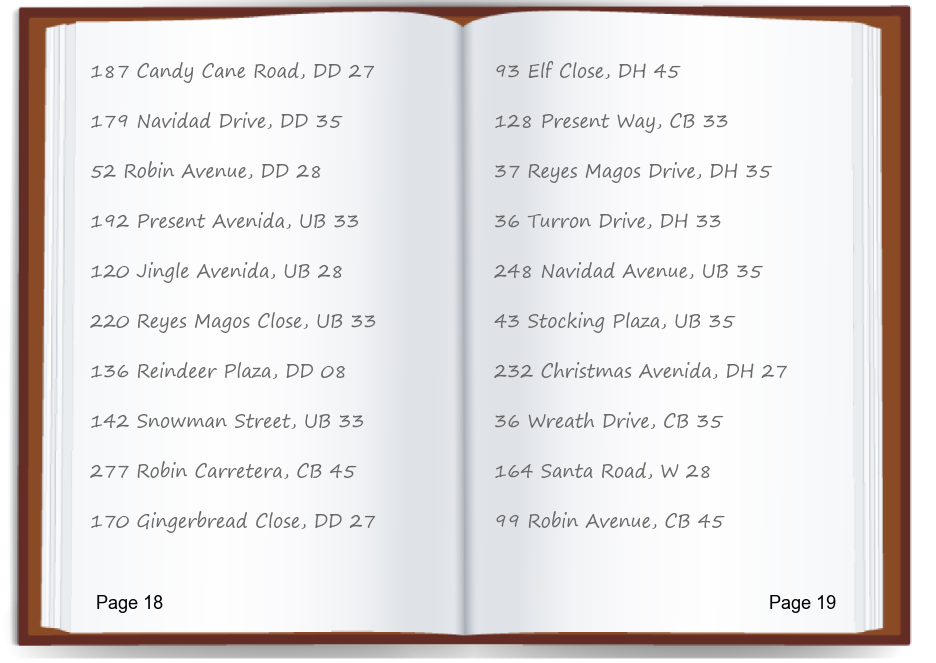 187 Candy Cane Road, DD 27
179 Navidad Drive, DD 35
52 Robin Avenue, DD 28
192 Present Avenida, UB 33
120 Jingle Avenida, UB 28
220 Reyes Magos Close, UB 33
136 Reindeer Plaza, DD 08
142 Snowman Street, UB 33
277 Robin Carretera, CB 45
170 Gingerbread Close, DD 27
Page 18
93 Elf Close, DH 45
128 Present Way, CB 33
37 Reyes Magos Drive, DH 35
36 Turron Drive, DH 33
248 Navidad Avenue, UB 35
43 Stocking Plaza, UB 35
232 Christmas Avenida, DH 27
36 Wreath Drive, CB 35
164 Santa Road, W 28
99 Robin Avenue, CB 45
Page 19